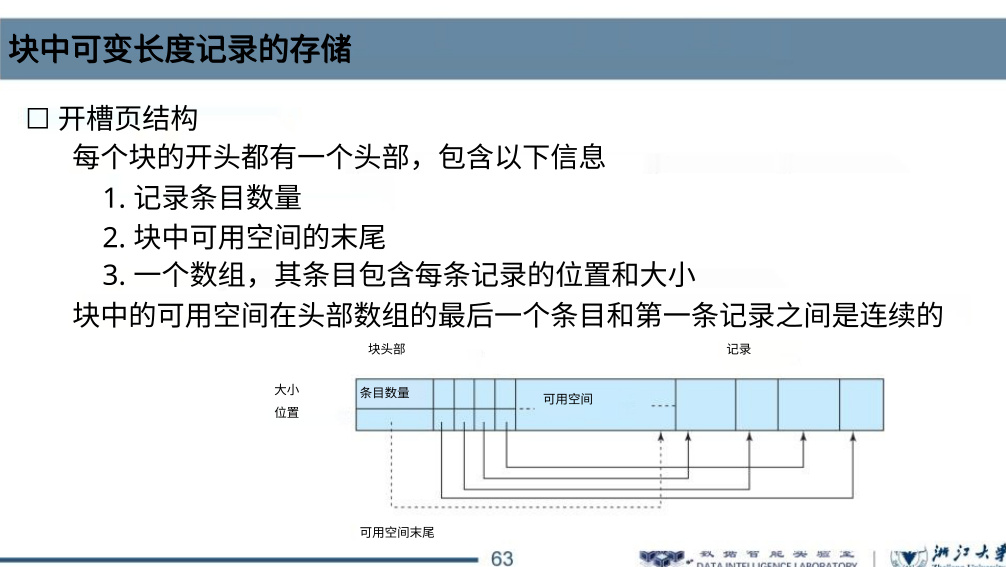 块中可变长度记录的存储
□ 开槽页结构
每个块的开头都有一个头部，包含以下信息
1. 记录条目数量
2. 块中可用空间的末尾
3. 一个数组，其条目包含每条记录的位置和大小
块中的可用空间在头部数组的最后一个条目和第一条记录之间是连续的
块头部
记录
大小
条目数量
可用空间
位置
可用空间末尾
63
数据智能实验室
DATA INTELLIGENCE LABORATORY
浙江大学